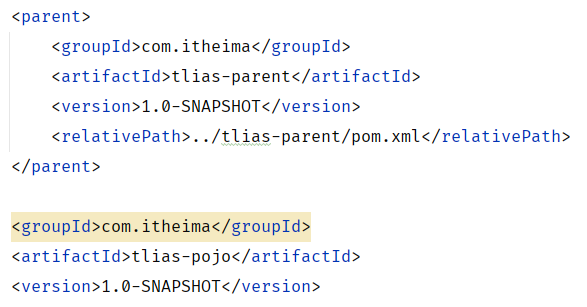 <parent>
<groupId>com.itheima</groupId>
<artifactId>tlias-parent</artifactId>
<version>1.0-SNAPSHOT</version>
<relativePath>../tlias-parent/pom.xml</relativePath>
</parent>
<groupId>com.itheima</groupId>
<artifactId>tlias-pojo</artifactId>
<version>1.0-SNAPSHOT</version>